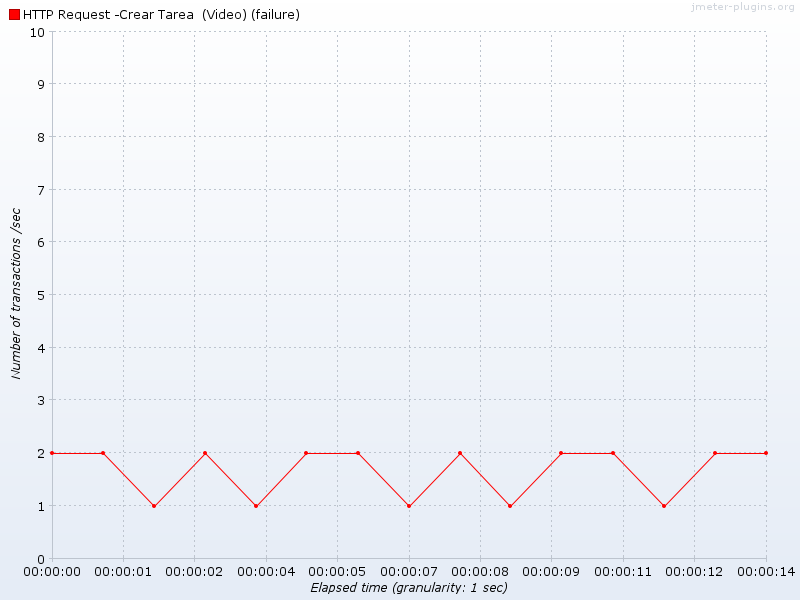 jmeter-plugins.org
HTTP Request -Crear Tarea  (Video) (failure)
10
9
8
7
6
5
4
3
2
1
0
Number of transactions /sec
00:00:00 00:00:01 00:00:02 00:00:04 00:00:05 00:00:07 00:00:08 00:00:09 00:00:11 00:00:12 00:00:14
Elapsed time (granularity: 1 sec)